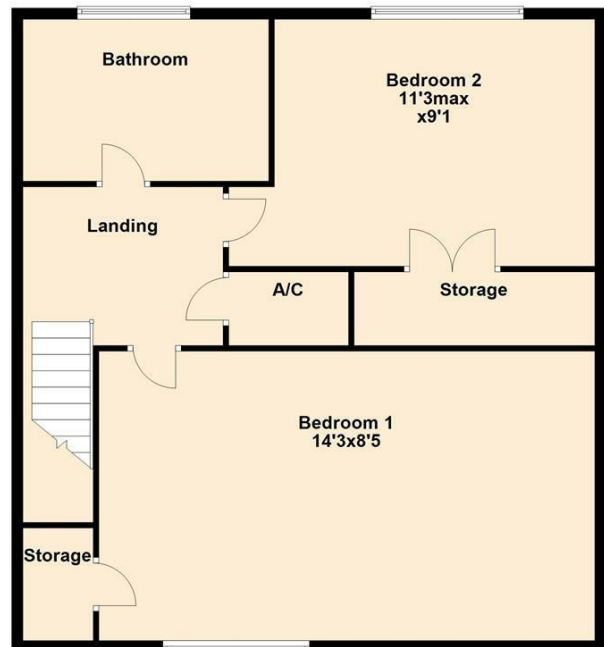 Bathroom
Bedroom 2
11'3max
x9'1
Landing
A/C
Storage
Bedroom 1
14'3x8'5
Storage